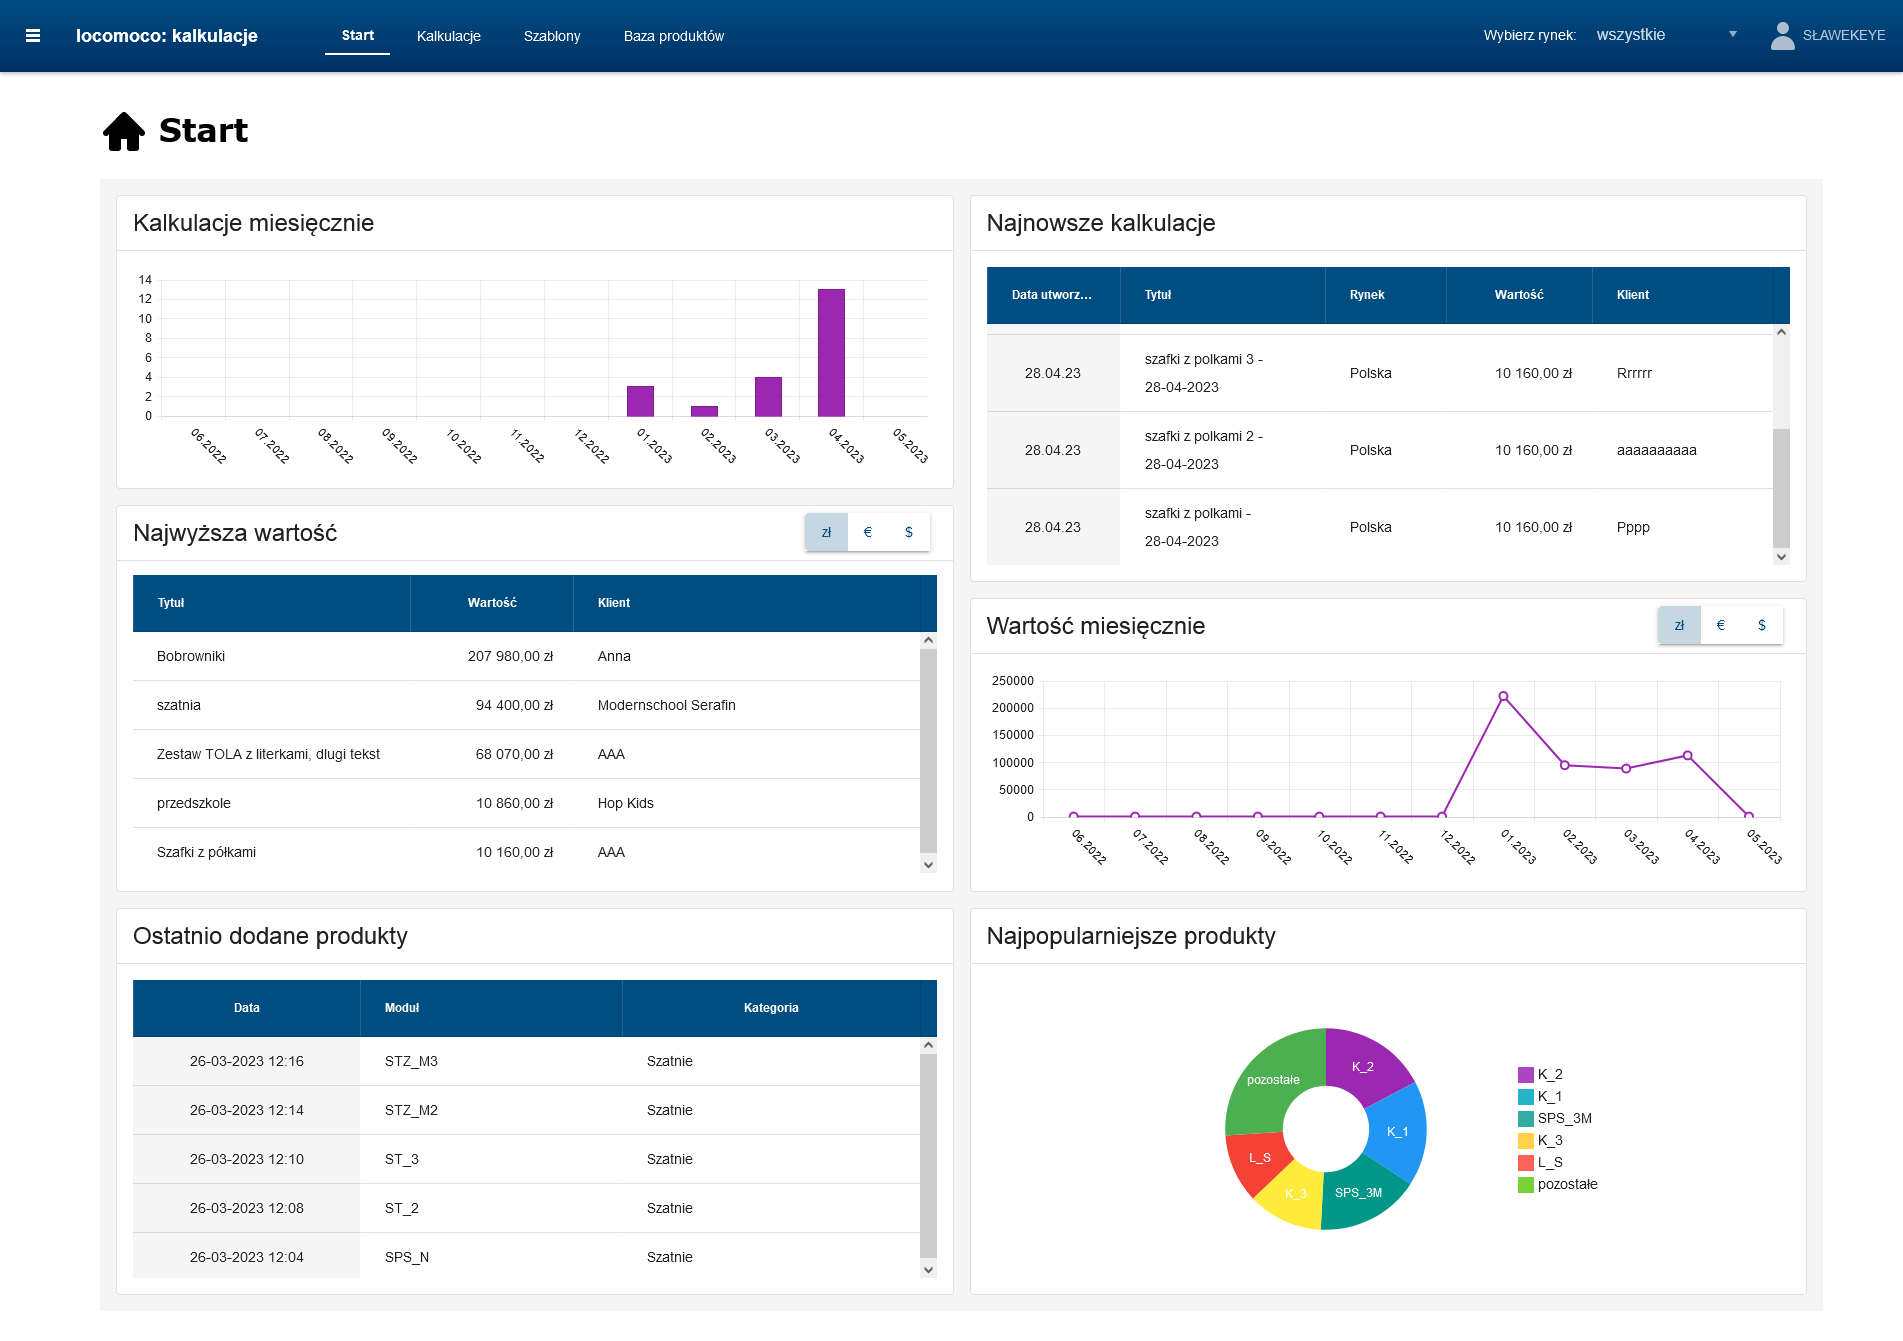 locomoco: kalkulacje
Start
Kalkulacje
Szablony
Baza produktów
Wybierz rynek:
wszystkie
SŁAWEKEYE
Start
Kalkulacje miesięcznie
14
12
10
8
6
4
2
0
06.2022
07.2022
08.2022
09.2022
10.2022
11.2022
12.2022
01.2023
02.2023
03.2023
04.2023
05.2023
Najnowsze kalkulacje
Data utworz... Tytuł Rynek Wartość Klient
szafki z polkami 3 -
28.04.23 Polska 10 160,00 zł Rrrrrr
28-04-2023
szafki z polkami 2 -
28.04.23 Polska 10 160,00 zł aaaaaaaaaa
28-04-2023
szafki z polkami -
28.04.23 Polska 10 160,00 zł Pppp
28-04-2023
Najwyższa wartość
zł € $
Tytuł Wartość Klient
Bobrowniki 207 980,00 zł Anna
szatnia 94 400,00 zł Modernschool Serafin
Zestaw TOLA z literkami, dlugi tekst 68 070,00 zł AAA
przedszkole 10 860,00 zł Hop Kids
Szafki z półkami 10 160,00 zł AAA
Wartość miesięcznie
zł € $
250000
200000
150000
100000
50000
0
06.2022
07.2022
08.2022
09.2022
10.2022
11.2022
12.2022
01.2023
02.2023
03.2023
04.2023
05.2023
Ostatnio dodane produkty
Data Moduł Kategoria
26-03-2023 12:16 STZ_M3 Szatnie
26-03-2023 12:14 STZ_M2 Szatnie
26-03-2023 12:10 ST_3 Szatnie
26-03-2023 12:08 ST_2 Szatnie
26-03-2023 12:04 SPS_N Szatnie
Najpopularniejsze produkty
K_2
pozostałe
K_1
L_S
SPS_3M
K_3
K_2
K_1
SPS_3M
K_3
L_S
pozostałe